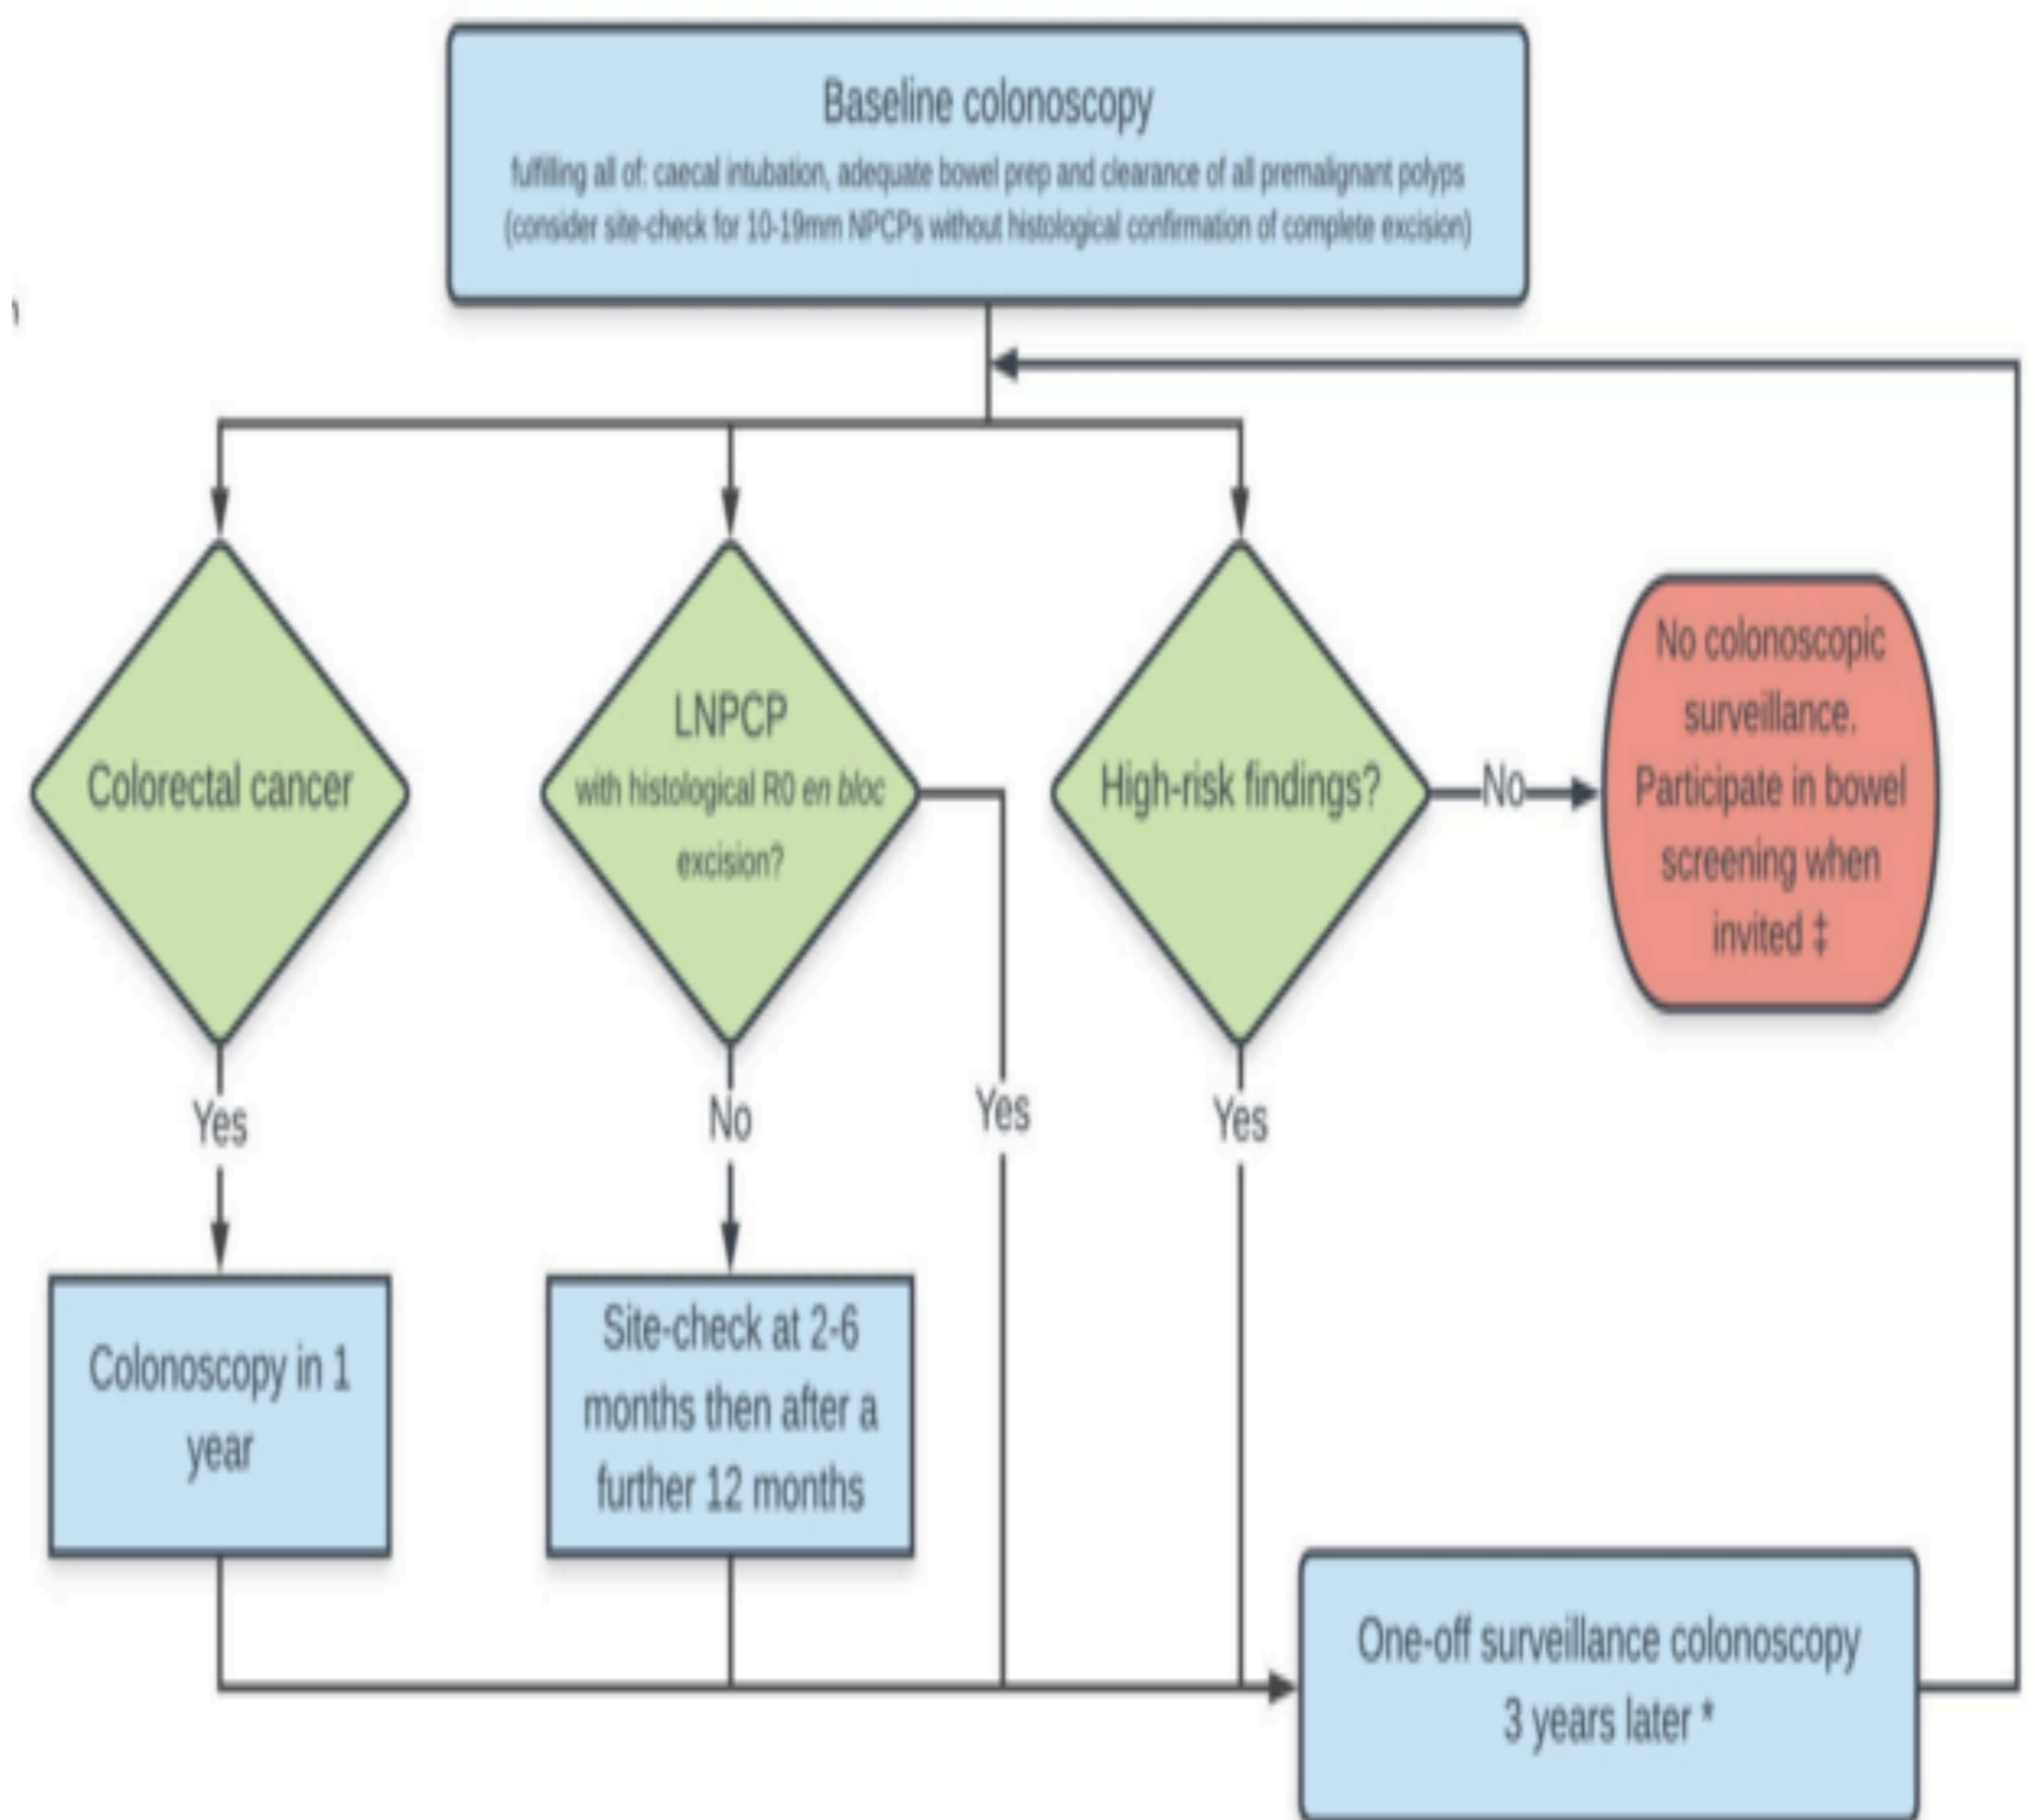 Baseline colonoscopy
fulfilling all of: caecal intubation, adequate bowel prep and clearance of all premalignant polyps
(consider site-check for 10-19mm NPCPs without histological confirmation of complete excision)
Colorectal cancer
LNPCP
with histological R0 en bloc
excision?
High-risk findings?
No
No colonoscopic
surveillance.
Participate in bowel
screening when
invited ‡
Yes
No
Yes
Yes
Colonoscopy in 1
year
Site-check at 2-6
months then after a
further 12 months
One-off surveillance colonoscopy
3 years later *